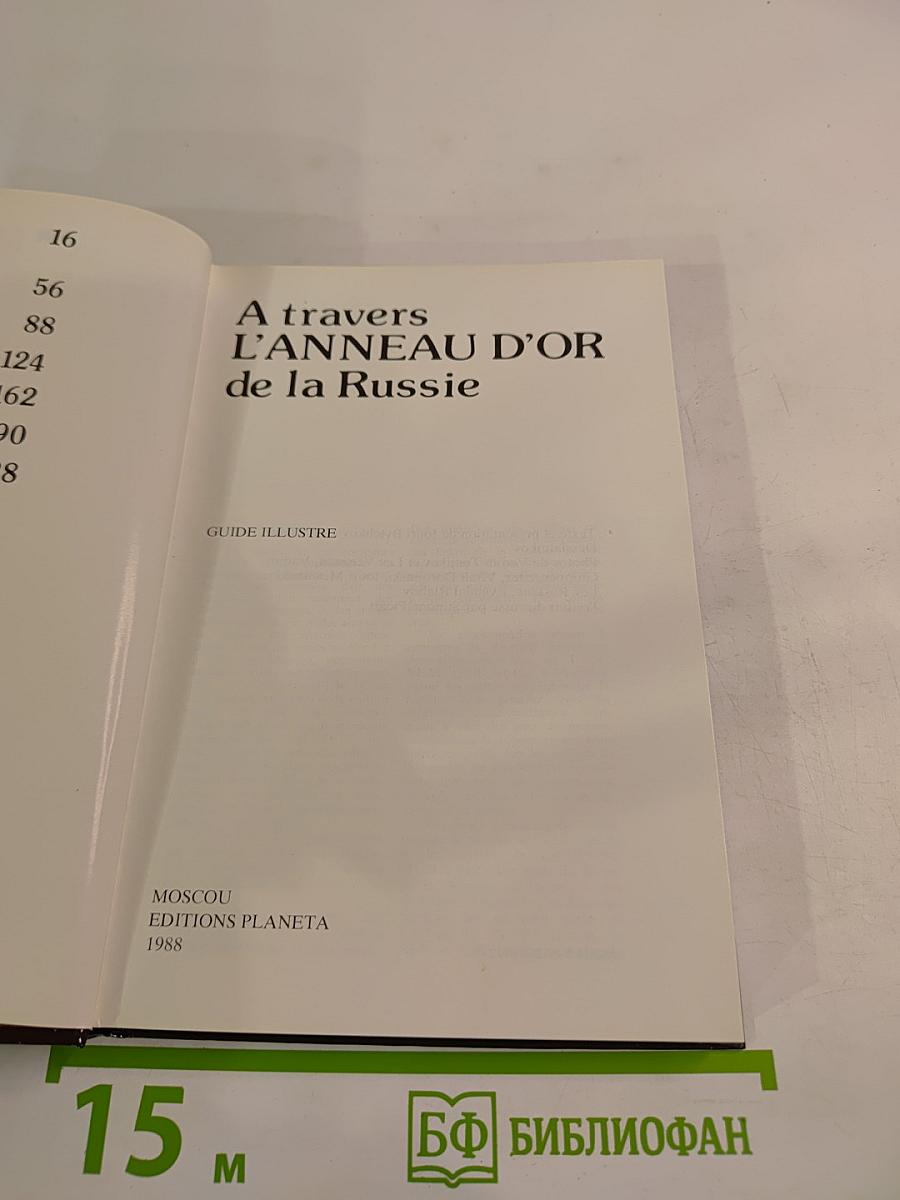 16
56
88
124
162
90
8
A travers
L'ANNEAU D'OR
de la Russie
GUIDE ILLUSTRE
MOSCOU
EDITIONS PLANETA
1988
15 м
БФ БИБЛИОФАН